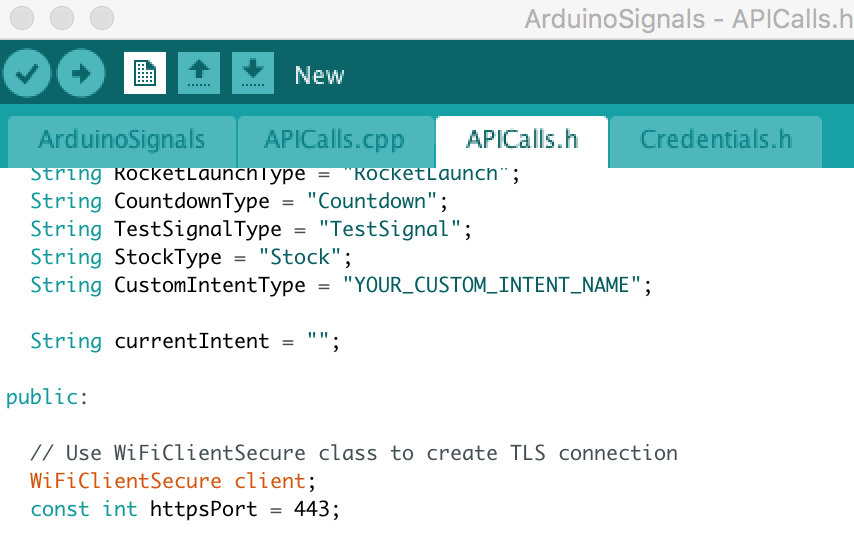 ArduinoSignals - APICalls.h
New
ArduinoSignals APICalls.cpp APICalls.h Credentials.h
String RocketLaunchType = "RocketLaunch";
String CountdownType = "Countdown";
String TestSignalType = "TestSignal";
String StockType = "Stock";
String CustomIntentType = "YOUR_CUSTOM_INTENT_NAME";
String currentIntent = "";
public:
// Use WiFiClientSecure class to create TLS connection
WiFiClientSecure client;
const int httpsPort = 443;